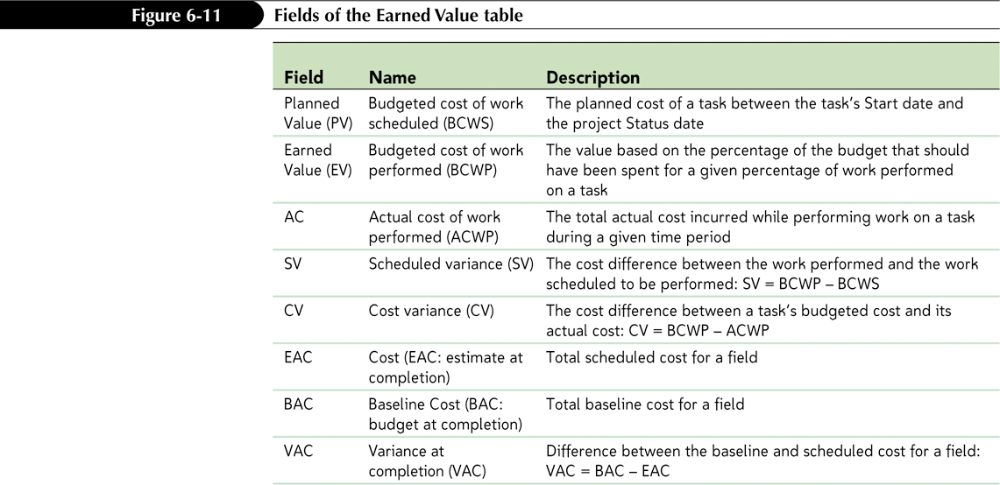 Figure 6-11 Fields of the Earned Value table
Field Name Description
Planned Budgeted cost of work The planned cost of a task between the task's Start date and
Value (PV) scheduled (BCWS) the project Status date
Earned Budgeted cost of work The value based on the percentage of the budget that should
Value (EV) performed (BCWP) have been spent for a given percentage of work performed
on a task
AC Actual cost of work The total actual cost incurred while performing work on a task
performed (ACWP) during a given time period
SV Scheduled variance (SV) The cost difference between the work performed and the work
scheduled to be performed: SV = BCWP – BCWS
CV Cost variance (CV) The cost difference between a task's budgeted cost and its
actual cost: CV = BCWP – ACWP
EAC Cost (EAC: estimate at Total scheduled cost for a field
completion)
BAC Baseline Cost (BAC: Total baseline cost for a field
budget at completion)
VAC Variance at Difference between the baseline and scheduled cost for a field:
completion (VAC) VAC = BAC – EAC